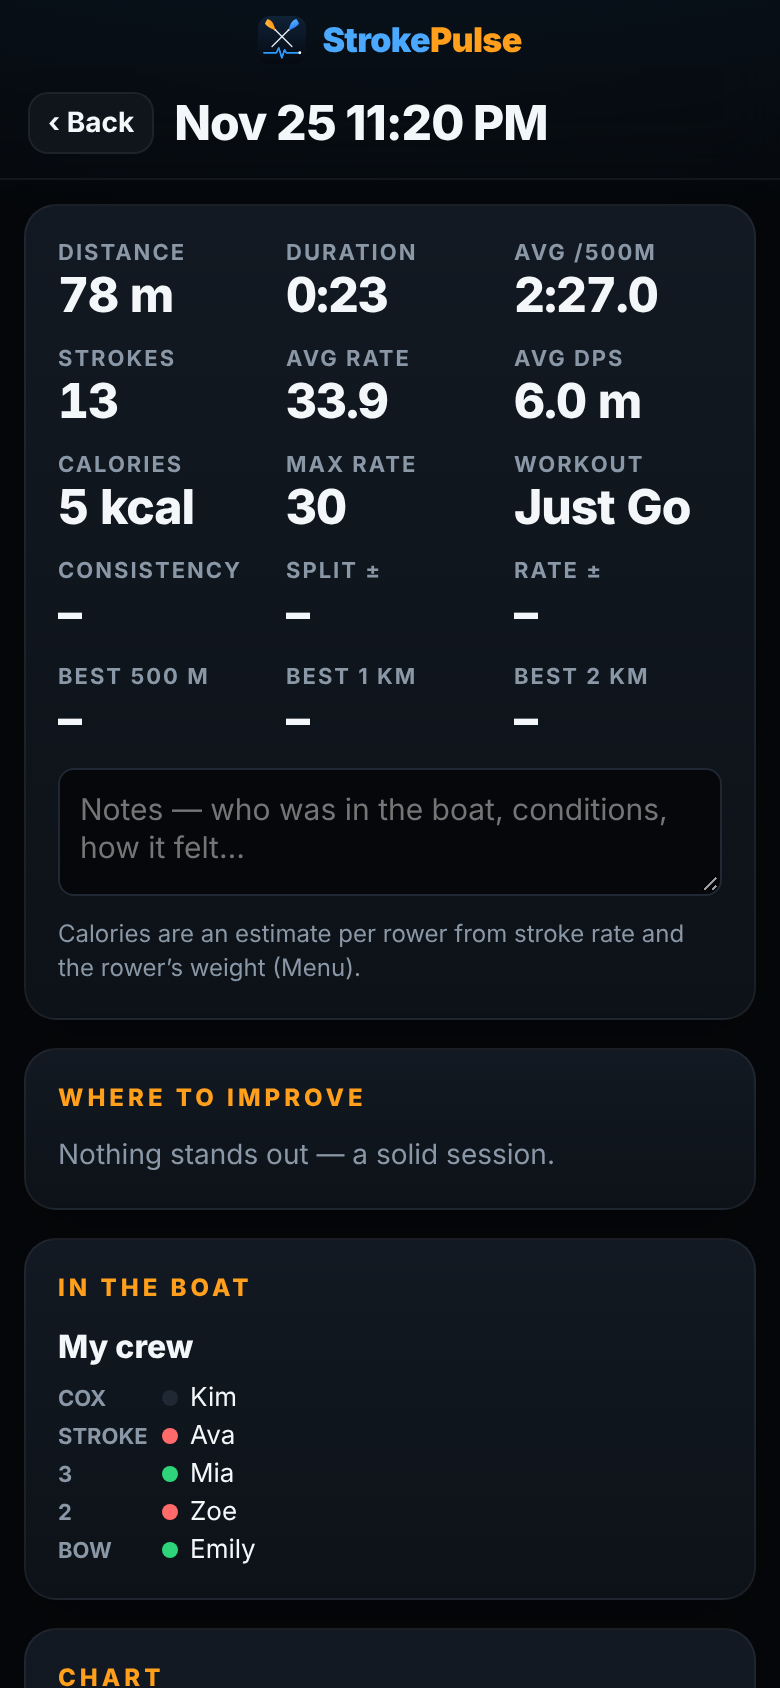 StrokePulse
‹ Back
Nov 25 11:20 PM
DISTANCE DURATION AVG /500M
78 m 0:23 2:27.0
STROKES AVG RATE AVG DPS
13 33.9 6.0 m
CALORIES MAX RATE WORKOUT
5 kcal 30 Just Go
CONSISTENCY SPLIT ± RATE ±
– – –
BEST 500 M BEST 1 KM BEST 2 KM
– – –
Notes — who was in the boat, conditions,
how it felt…
Calories are an estimate per rower from stroke rate and
the rower’s weight (Menu).
WHERE TO IMPROVE
Nothing stands out — a solid session.
IN THE BOAT
My crew
COX Kim
STROKE Ava
3 Mia
2 Zoe
BOW Emily
CHART